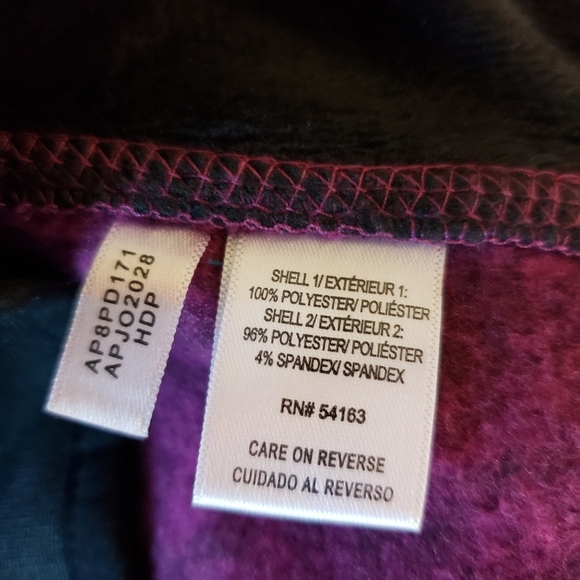 AP8PD171
APJO2028
HDP
SHELL 1/ EXTÉRIEUR 1:
100% POLYESTER/ POLIÉSTER
SHELL 2/ EXTÉRIEUR 2:
96% POLYESTER/ POLIÉSTER
4% SPANDEX/ SPANDEX
RN# 54163
CARE ON REVERSE
CUIDADO AL REVERSO